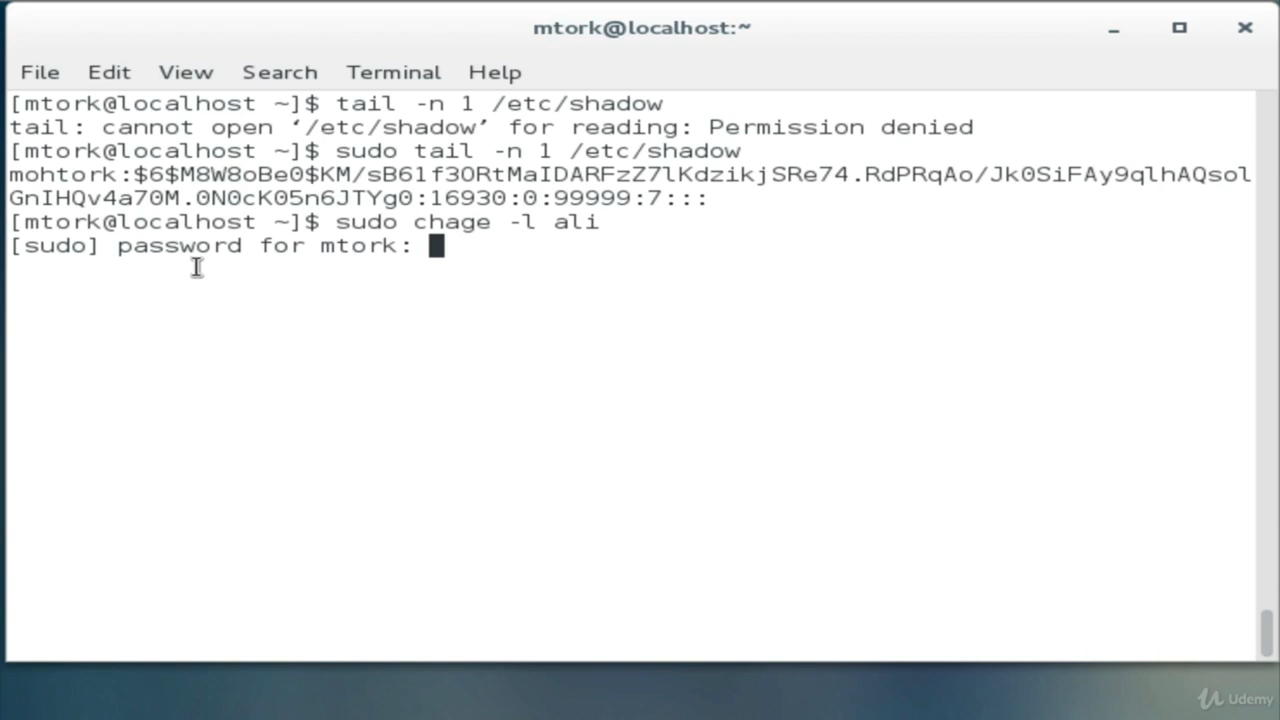 mtork@localhost:~
File Edit View Search Terminal Help
[mtork@localhost ~]$ tail -n 1 /etc/shadow
tail: cannot open ‘/etc/shadow’ for reading: Permission denied
[mtork@localhost ~]$ sudo tail -n 1 /etc/shadow
mohtork:$6$M8W8oBe0$KM/sB61f3ORtMaIDARFzZ7lKdzikjSRe74.RdPRqAo/Jk0SiFAy9qlhAQsol
GnIHQv4a70M.0N0cK05n6JTYg0:16930:0:99999:7:::
[mtork@localhost ~]$ sudo chage -l ali
[sudo] password for mtork:
Udemy